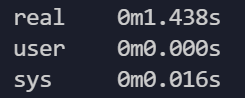 real    0m1.438s
user    0m0.000s
sys     0m0.016s